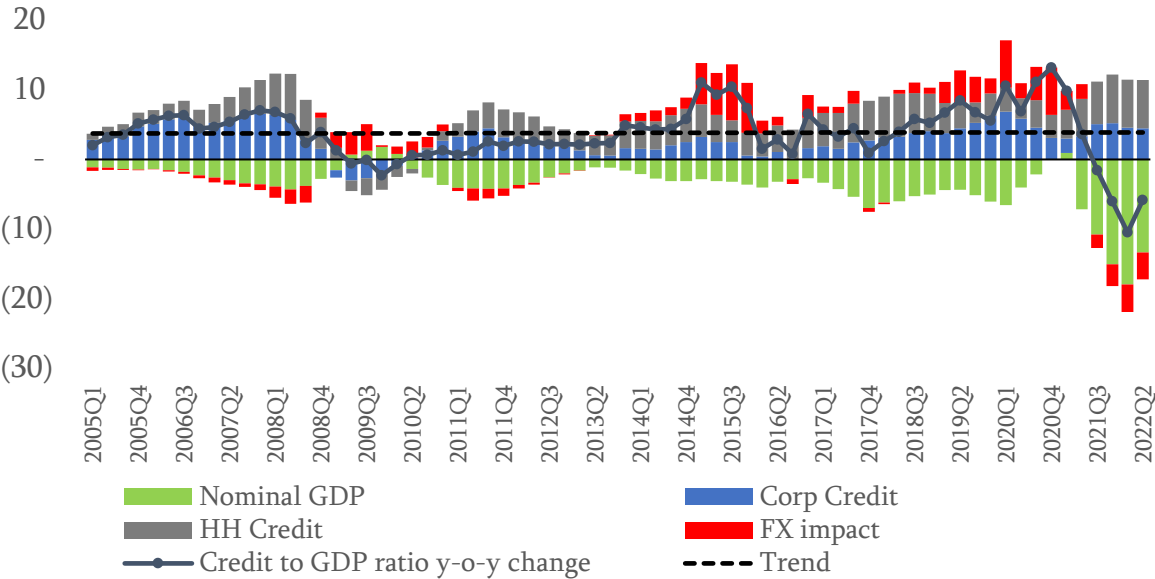 20
10
–
(10)
(20)
(30)
2005Q1
2005Q4
2006Q3
2007Q2
2008Q1
2008Q4
2009Q3
2010Q2
2011Q1
2011Q4
2012Q3
2013Q2
2014Q1
2014Q4
2015Q3
2016Q2
2017Q1
2017Q4
2018Q3
2019Q2
2020Q1
2020Q4
2021Q3
2022Q2
Nominal GDP
Corp Credit
HH Credit
FX impact
Credit to GDP ratio y-o-y change
Trend